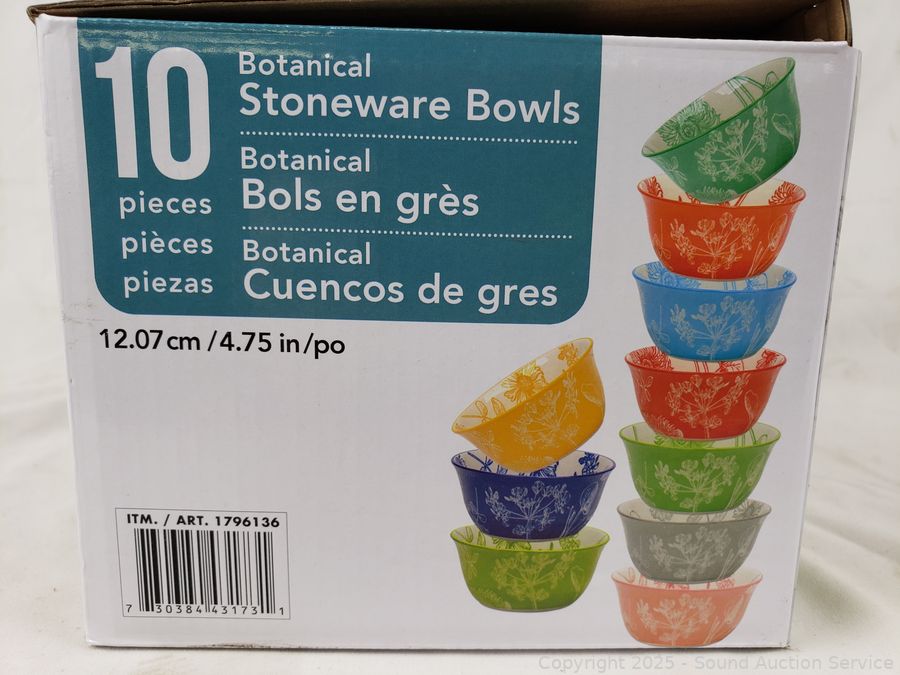 10
pieces
pièces
piezas
Botanical
Stoneware Bowls
Botanical
Bols en grès
Botanical
Cuencos de gres
12.07 cm / 4.75 in/po
ITM. / ART. 1796136
7 30384 43173 1
Copyright 2025 - Sound Auction Service